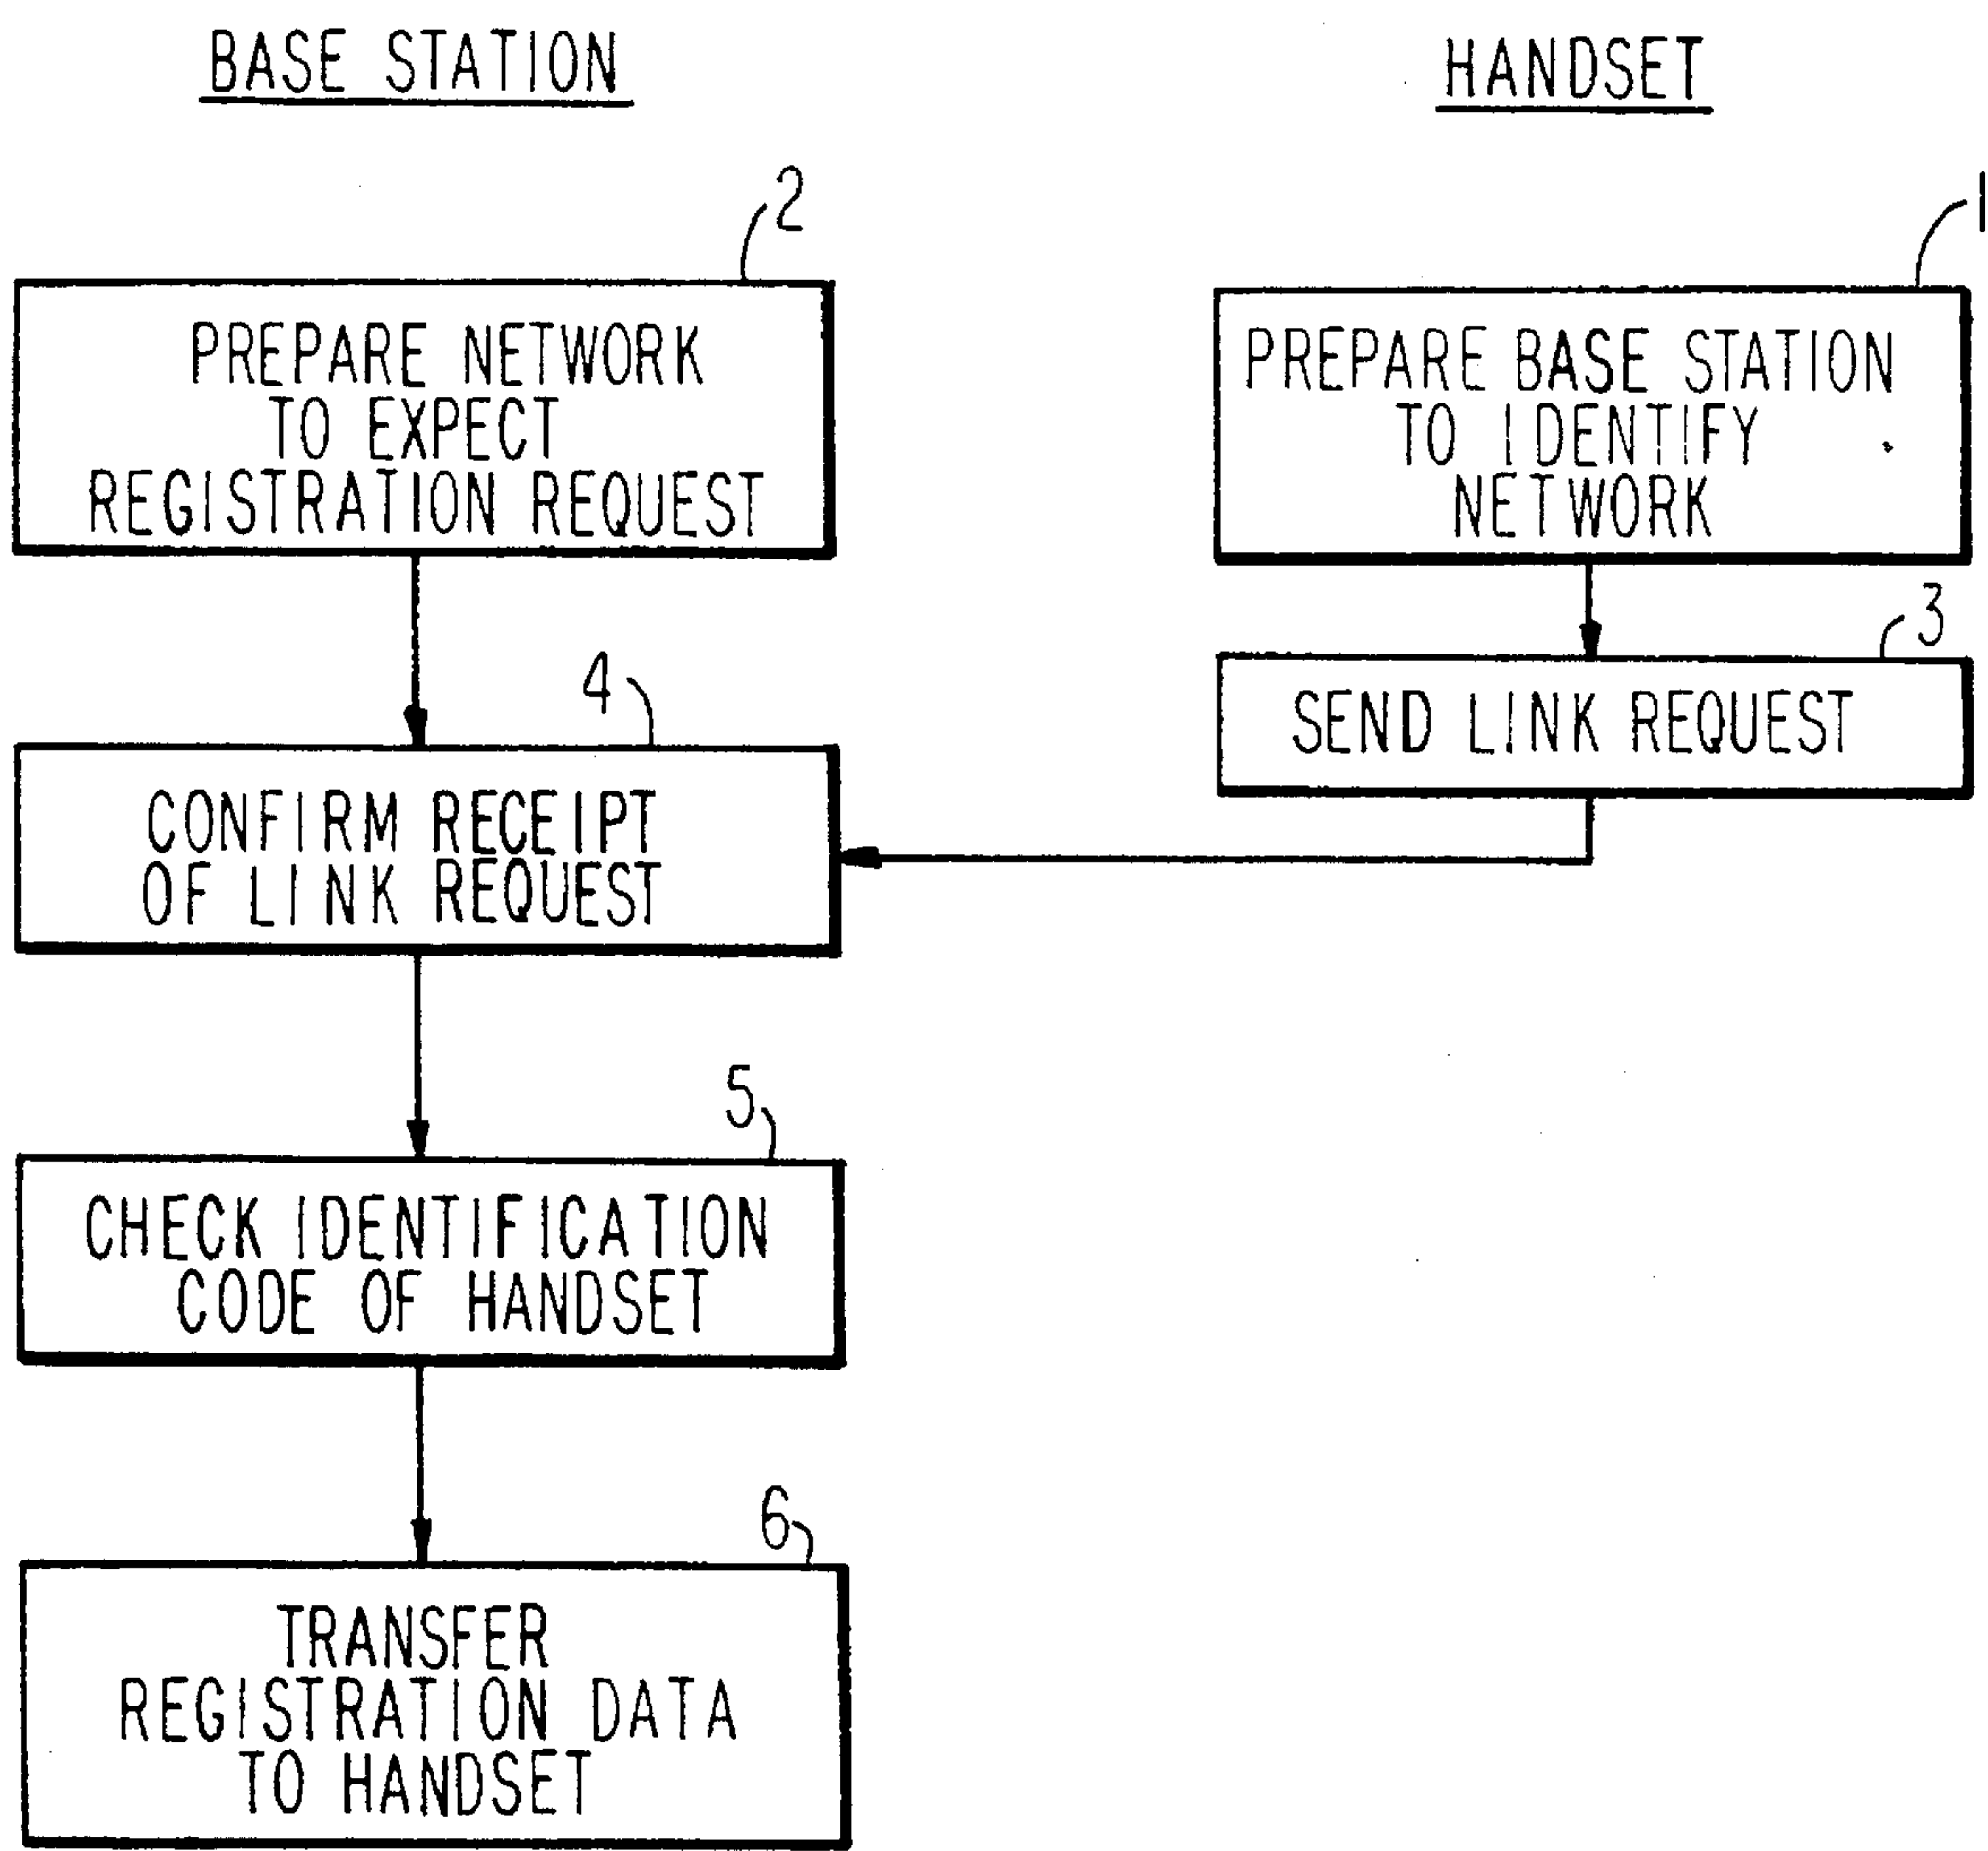 BASE STATION
HANDSET
2
1
PREPARE NETWORK
TO EXPECT
REGISTRATION REQUEST
PREPARE BASE STATION
TO IDENTIFY
NETWORK
3
SEND LINK REQUEST
4
CONFIRM RECEIPT
OF LINK REQUEST
5
CHECK IDENTIFICATION
CODE OF HANDSET
6
TRANSFER
REGISTRATION DATA
TO HANDSET